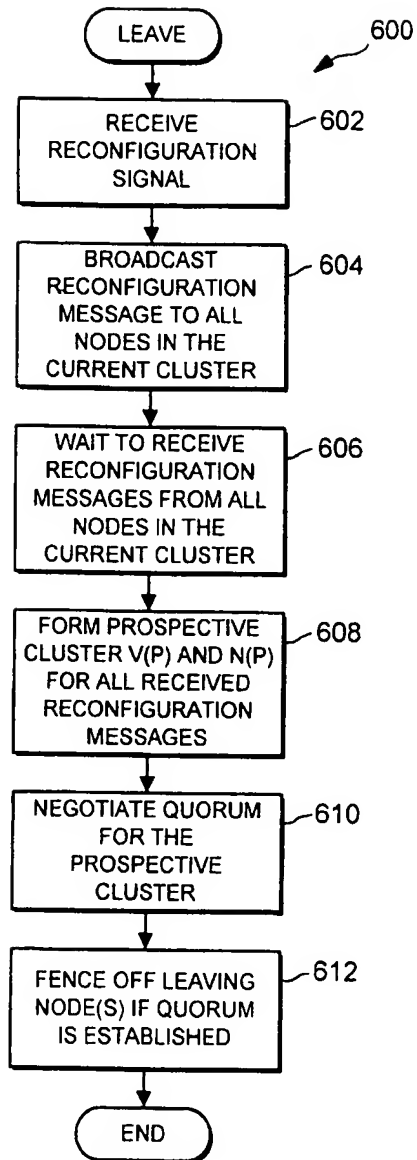 LEAVE
600
RECEIVE
RECONFIGURATION
SIGNAL
602
BROADCAST
RECONFIGURATION
MESSAGE TO ALL
NODES IN THE
CURRENT CLUSTER
604
WAIT TO RECEIVE
RECONFIGURATION
MESSAGES FROM ALL
NODES IN THE
CURRENT CLUSTER
606
FORM PROSPECTIVE
CLUSTER V(P) AND N(P)
FOR ALL RECEIVED
RECONFIGURATION
MESSAGES
608
NEGOTIATE QUORUM
FOR THE
PROSPECTIVE
CLUSTER
610
FENCE OFF LEAVING
NODE(S) IF QUORUM
IS ESTABLISHED
612
END